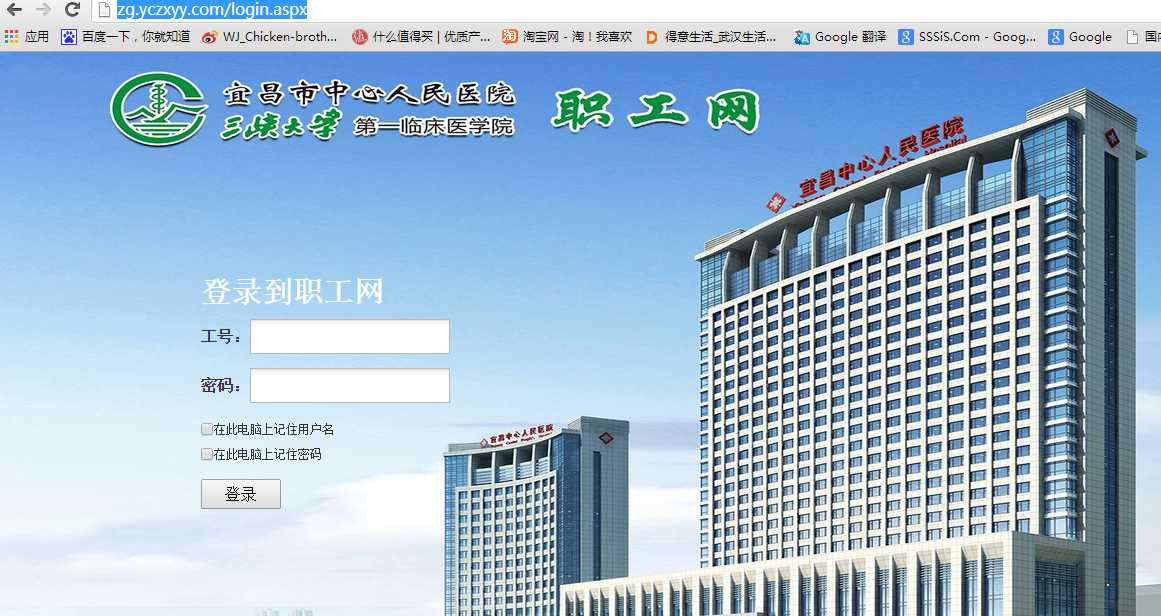 zg.yczxyy.com/login.aspx
应用 百度一下，你就知道 WJ_Chicken-broth... 什么值得买 | 优质产... 淘宝网 - 淘！我喜欢 得意生活_武汉生活... Google 翻译 SSSiS.Com - Goog... Google 国内
宜昌市中心人民医院
三峡大学 第一临床医学院
职工网
宜昌中心人民医院
登录到职工网
工号：
密码：
在此电脑上记住用户名
宜昌中心人民医院
在此电脑上记住密码
登录